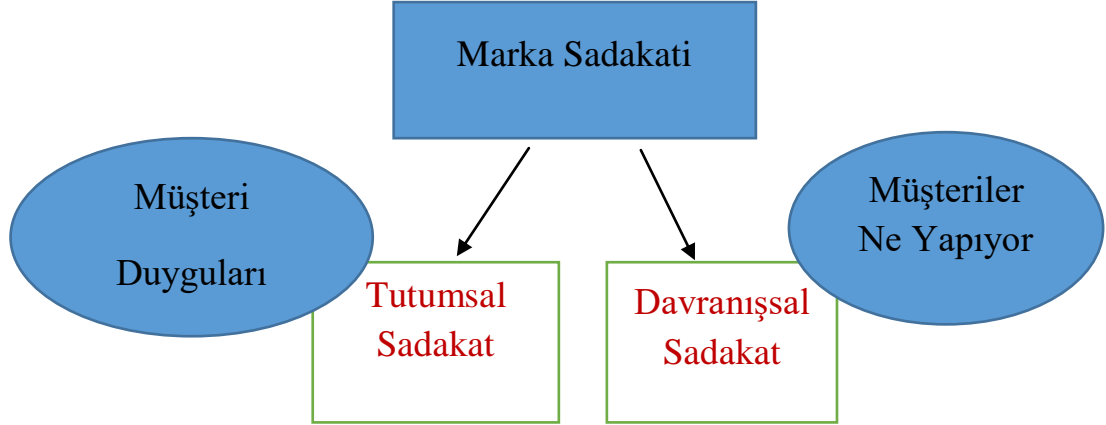 Marka Sadakati
Müşteri
Duyguları
Müşteriler
Ne Yapıyor
Tutumsal
Sadakat
Davranışsal
Sadakat